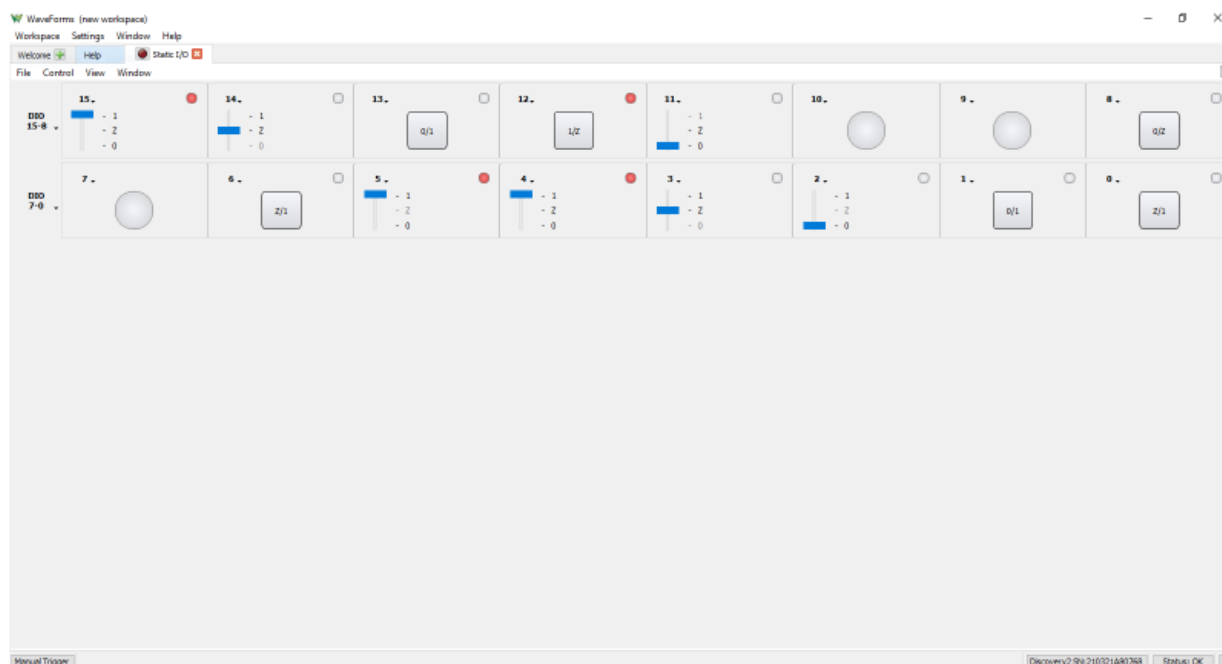 WaveForms (new workspace)
Workspace Settings Window Help
Welcome Help Static I/O
File Control View Window
DIO 15-8
15 1 Z 0
14 1 Z 0
13 0/1
12 1/Z
11 1 Z 0
10
9
8 0/Z
DIO 7-0
7
6 Z/1
5 1 Z 0
4 1 Z 0
3 1 Z 0
2 1 Z 0
1 0/1
0 Z/1
Manual Trigger Discovery2 SN:210321A80768 Status: OK